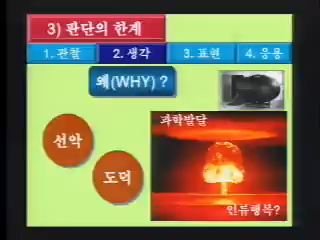 3) 판단의 한계
1. 관찰
2. 생각
3. 표현
4. 응용
왜(WHY) ?
선악
도덕
과학발달
인류행복?